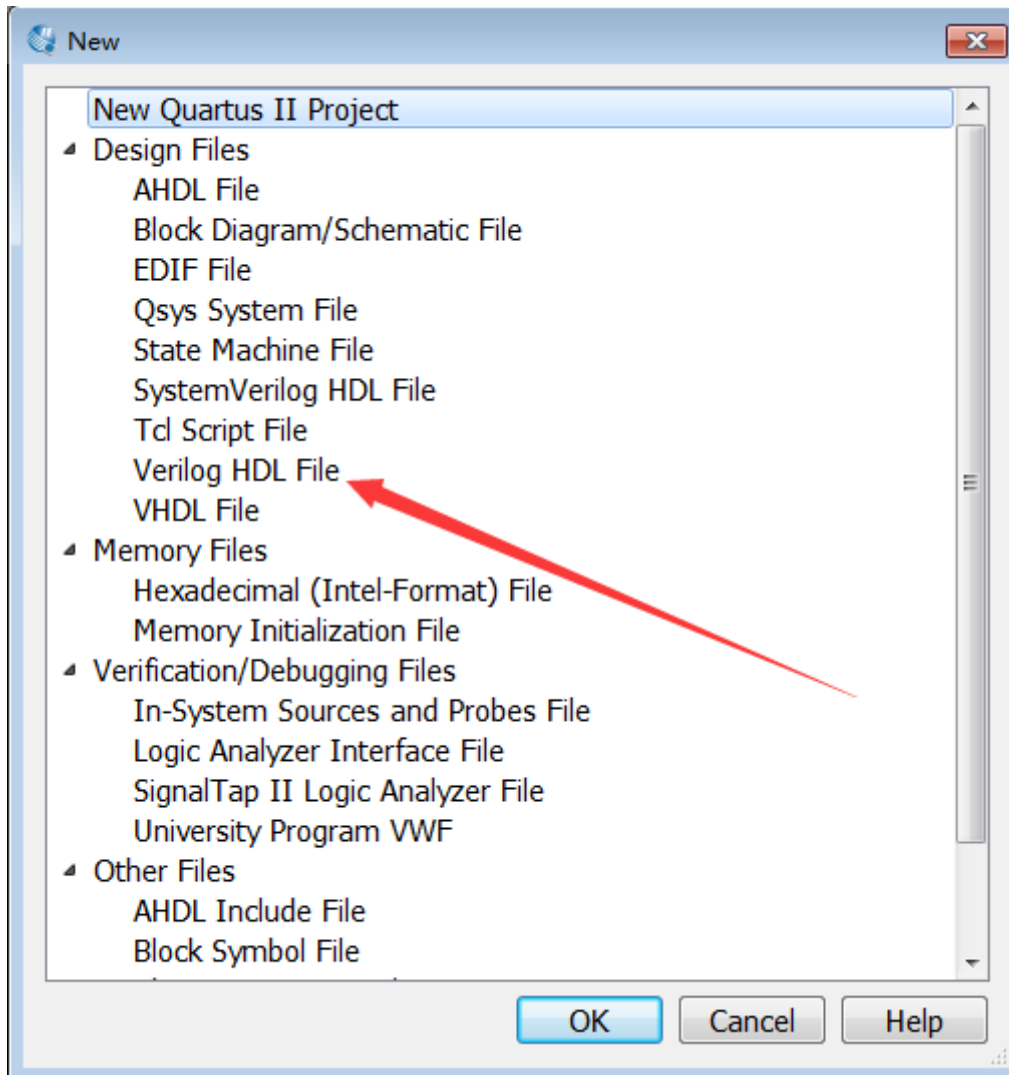 New
New Quartus II Project
Design Files
AHDL File
Block Diagram/Schematic File
EDIF File
Qsys System File
State Machine File
SystemVerilog HDL File
Tcl Script File
Verilog HDL File
VHDL File
Memory Files
Hexadecimal (Intel-Format) File
Memory Initialization File
Verification/Debugging Files
In-System Sources and Probes File
Logic Analyzer Interface File
SignalTap II Logic Analyzer File
University Program VWF
Other Files
AHDL Include File
Block Symbol File
OK Cancel Help